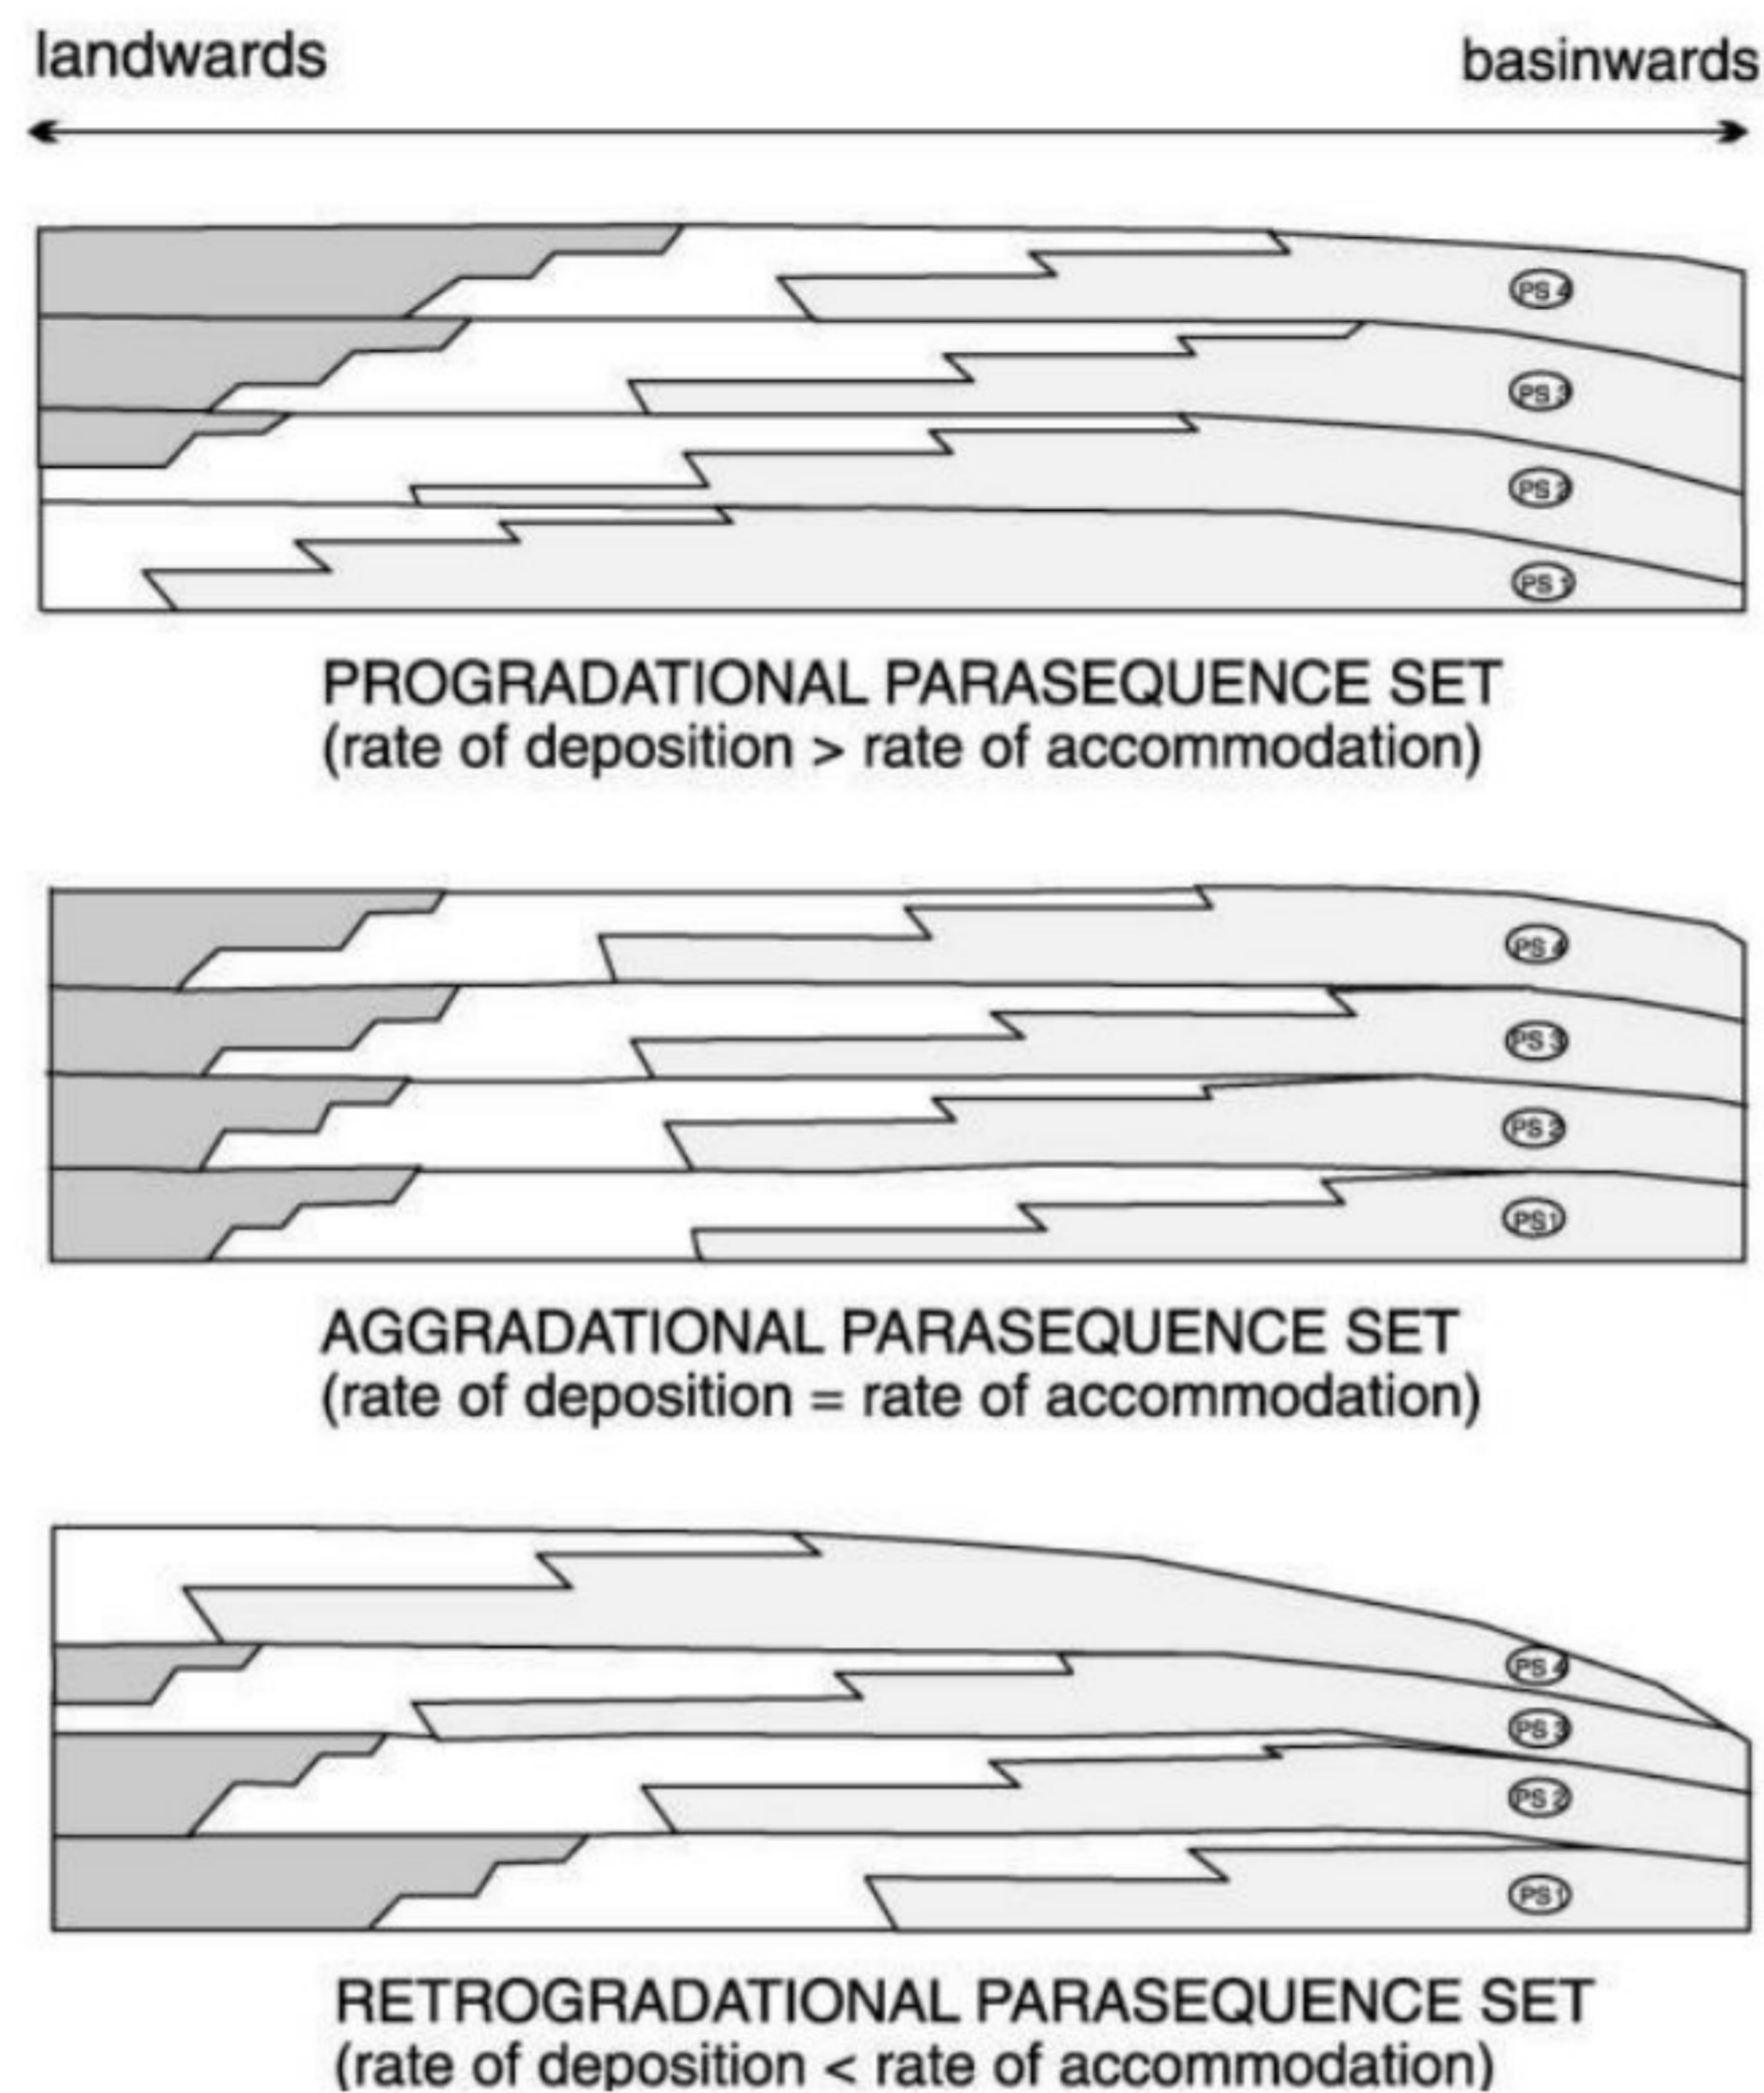 landwards basinwards
PS 4
PS 3
PS 2
PS 1
PROGRADATIONAL PARASEQUENCE SET
(rate of deposition > rate of accommodation)
PS 4
PS 3
PS 2
PS1
AGGRADATIONAL PARASEQUENCE SET
(rate of deposition = rate of accommodation)
PS 4
PS 3
PS 2
PS1
RETROGRADATIONAL PARASEQUENCE SET
(rate of deposition < rate of accommodation)